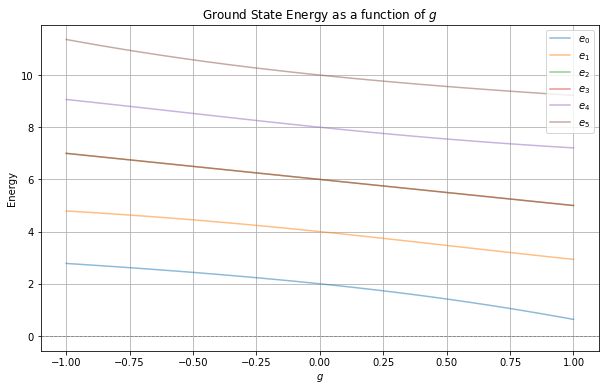 Ground State Energy as a function of g
Energy
10
8
6
4
2
0
e₀
e₁
e₂
e₃
e₄
e₅
−1.00 −0.75 −0.50 −0.25 0.00 0.25 0.50 0.75 1.00
g